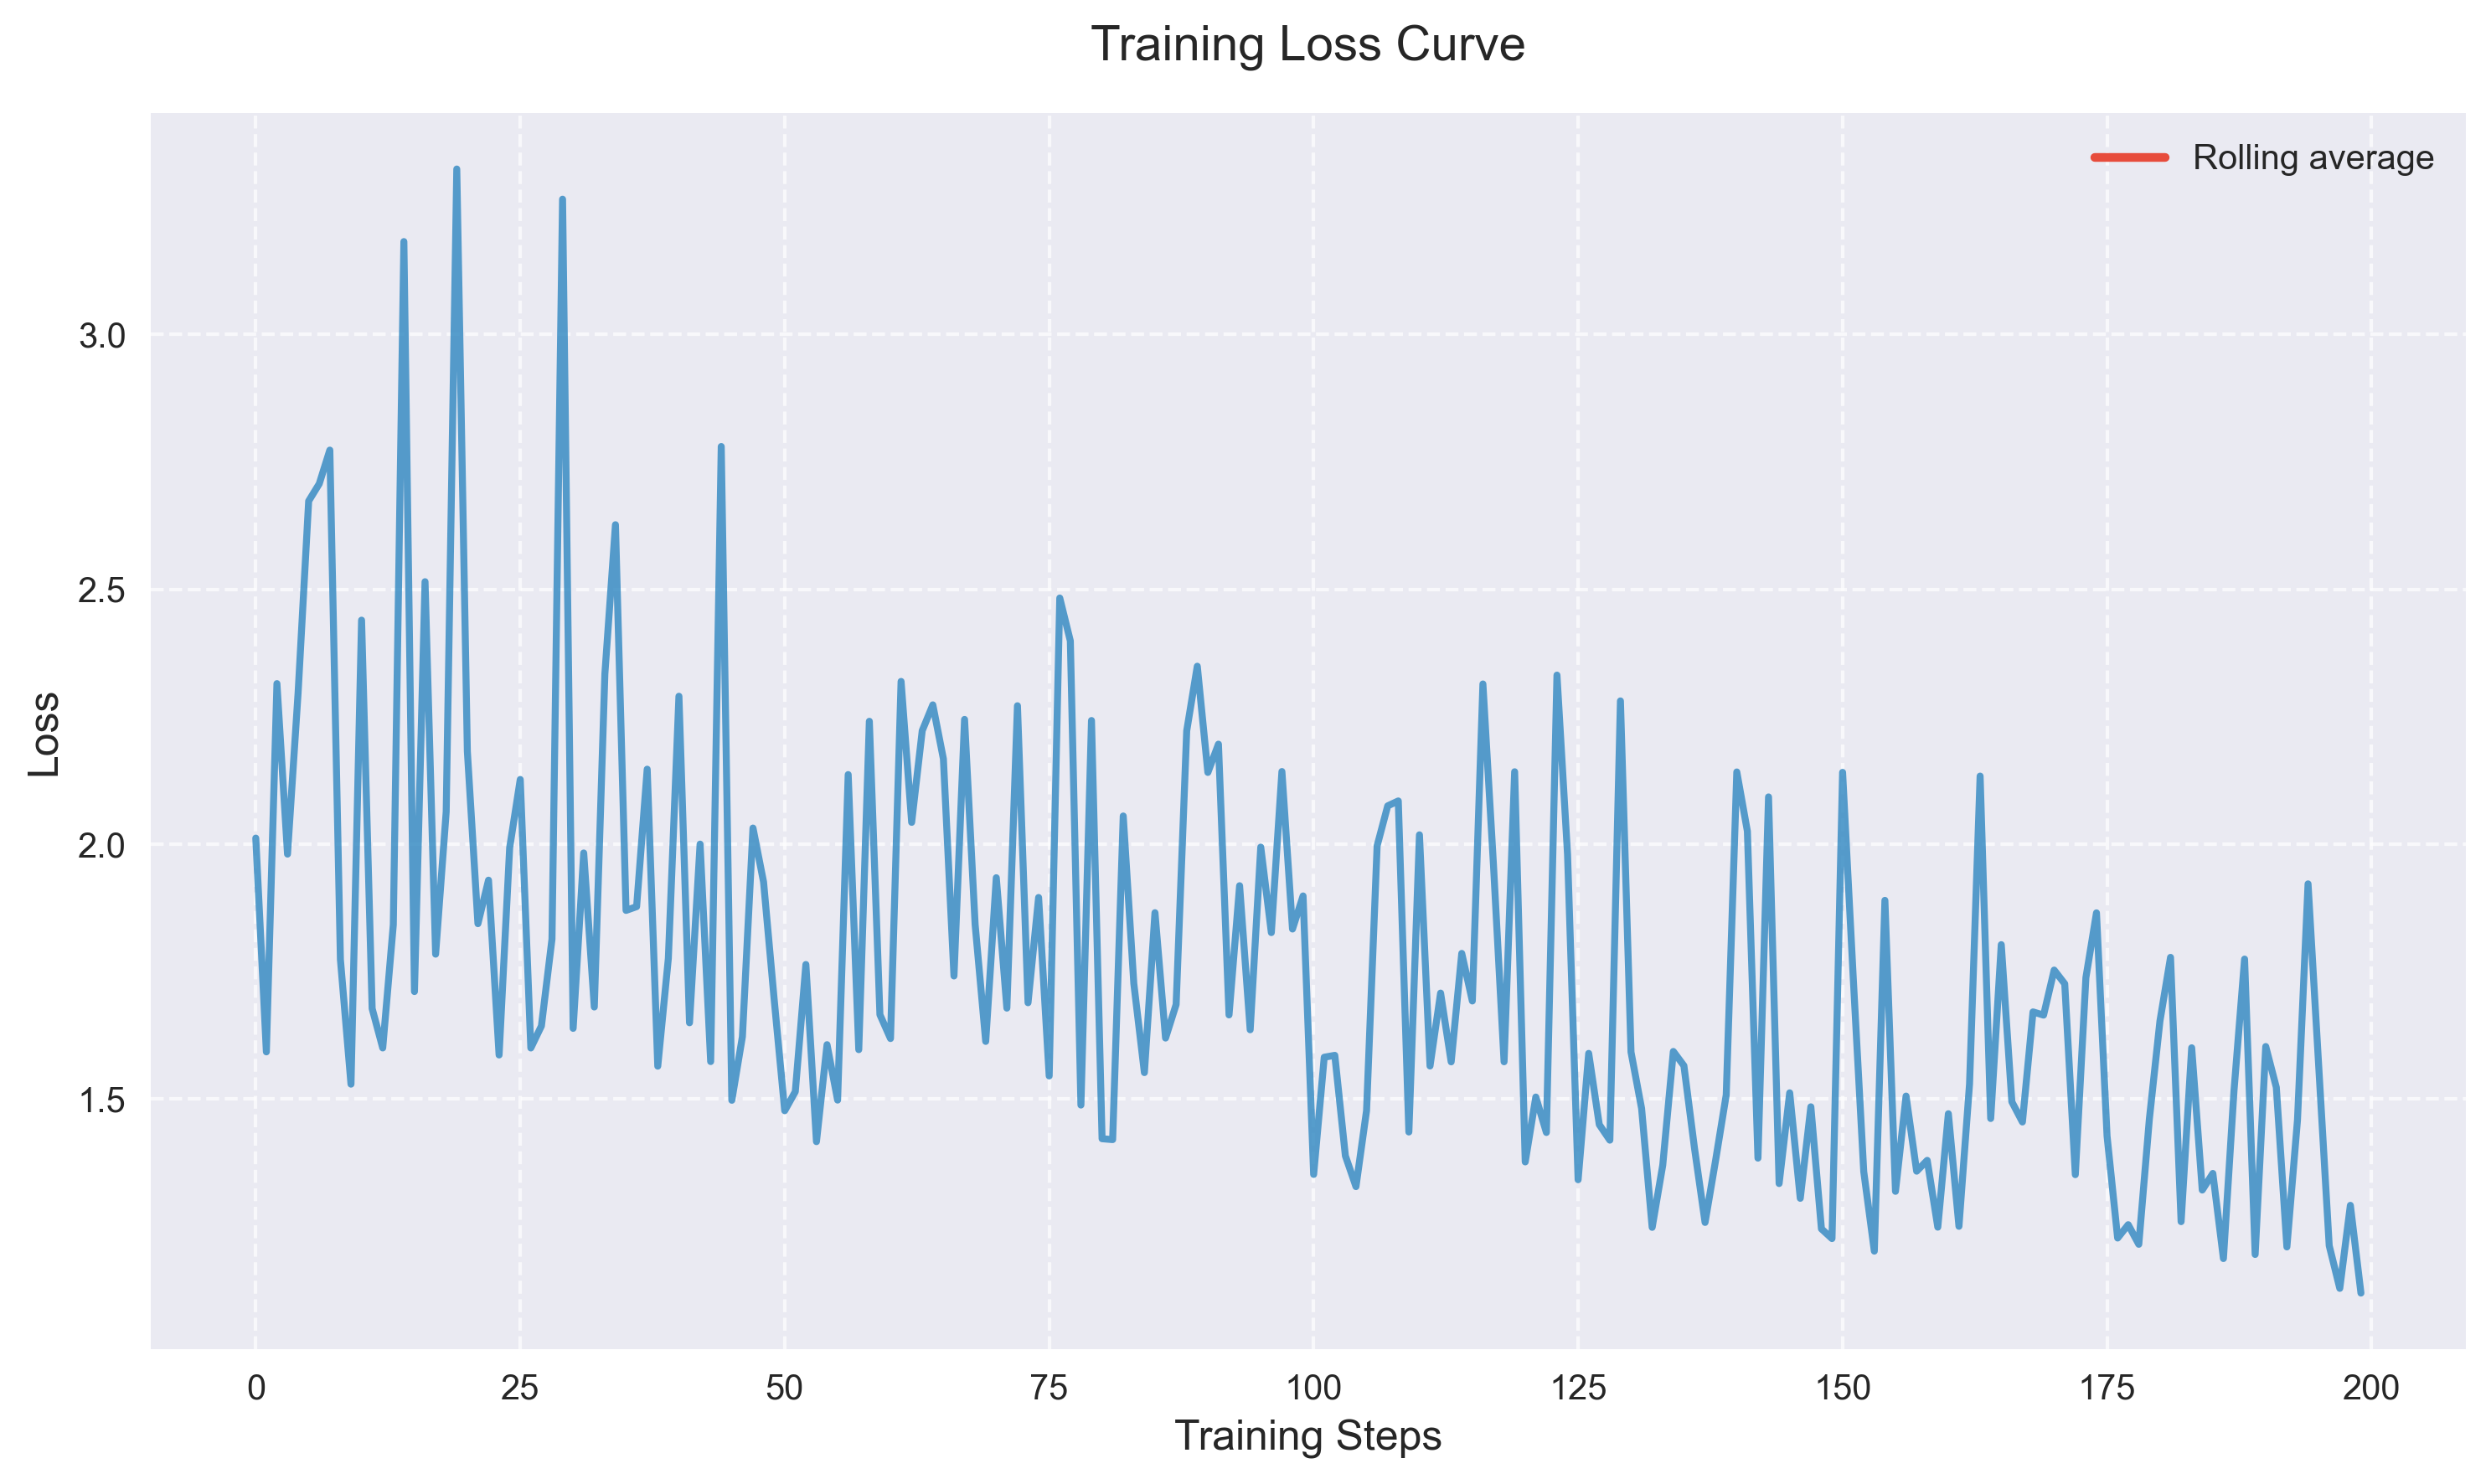 Training Loss Curve
Rolling average
3.0
2.5
2.0
1.5
Loss
0 25 50 75 100 125 150 175 200
Training Steps